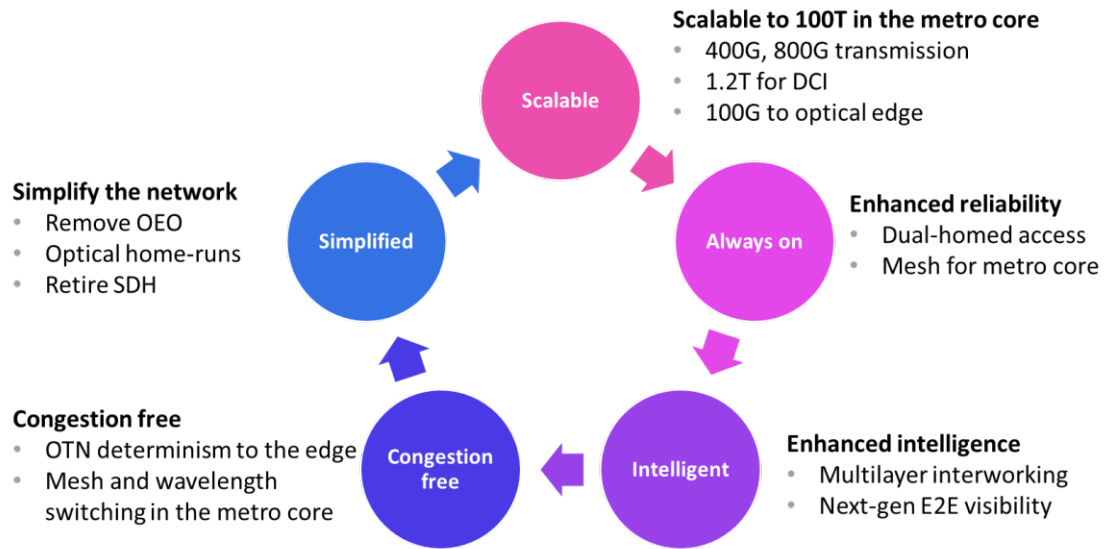 Scalable to 100T in the metro core
• 400G, 800G transmission
• 1.2T for DCI
• 100G to optical edge
Scalable
Simplify the network
• Remove OEO
• Optical home-runs
• Retire SDH
Simplified
Always on
Enhanced reliability
• Dual-homed access
• Mesh for metro core
Congestion free
• OTN determinism to the edge
• Mesh and wavelength
switching in the metro core
Congestion
free
Intelligent
Enhanced intelligence
• Multilayer interworking
• Next-gen E2E visibility